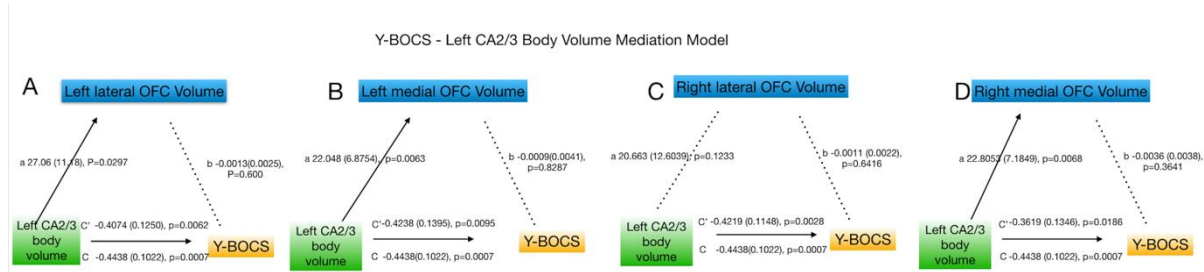 Y-BOCS - Left CA2/3 Body Volume Mediation Model
A
Left lateral OFC Volume
a 27.06 (11.18), P=0.0297
b -0.0013(0.0025),
P=0.600
Left CA2/3
body
volume
C' -0.4074 (0.1250), p=0.0062
C -0.4438 (0.1022), p=0.0007
Y-BOCS
B
Left medial OFC Volume
a 22.048 (6.8754), p=0.0063
b -0.0009(0.0041),
p=0.8287
Left CA2/3
body
volume
C' -0.4238 (0.1395), p=0.0095
C -0.4438 (0.1022), p=0.0007
Y-BOCS
C
Right lateral OFC Volume
a 20.663 (12.6039), p=0.1233
b -0.0011 (0.0022),
p=0.6416
Left CA2/3
body volume
C' -0.4219 (0.1148), p=0.0028
C -0.4438 (0.1022), p=0.0007
Y-BOCS
D
Right medial OFC Volume
a 22.8053 (7.1849), p=0.0068
b -0.0036 (0.0038),
p=0.3641
Left CA2/3
body
volume
C' -0.3619 (0.1346), p=0.0186
C -0.4438 (0.1022), p=0.0007
Y-BOCS